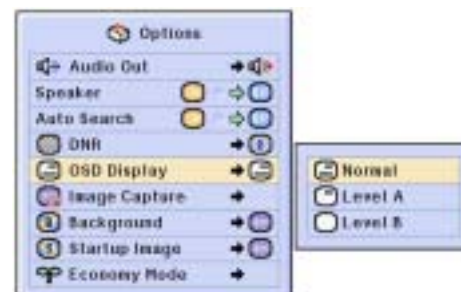 Options
Audio Out
Speaker
Auto Search
DNR
OSD Display
Image Capture
Background
Startup Image
Economy Mode
Normal
Level A
Level B